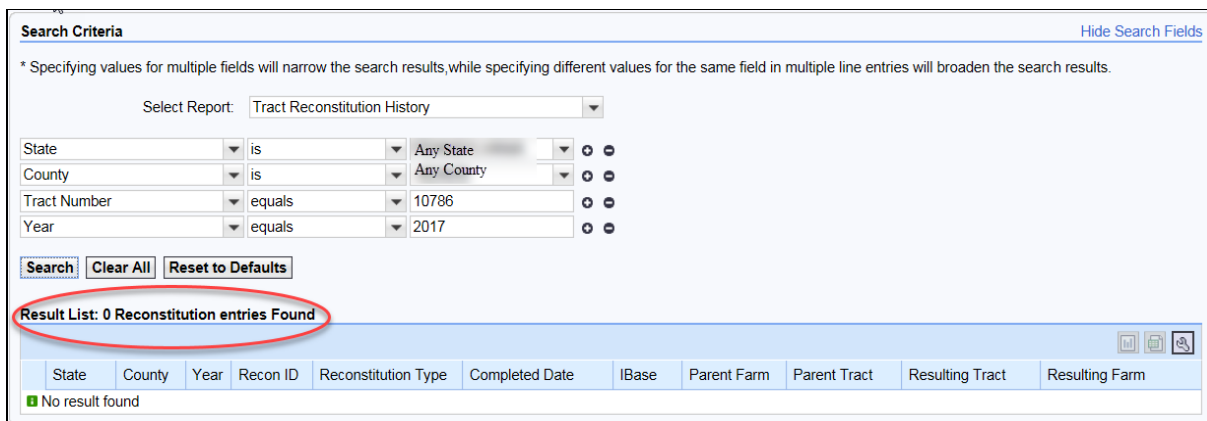 Search Criteria Hide Search Fields
* Specifying values for multiple fields will narrow the search results,while specifying different values for the same field in multiple line entries will broaden the search results.
Select Report: Tract Reconstitution History
State is Any State
County is Any County
Tract Number equals 10786
Year equals 2017
Search Clear All Reset to Defaults
Result List: 0 Reconstitution entries Found
State County Year Recon ID Reconstitution Type Completed Date IBase Parent Farm Parent Tract Resulting Tract Resulting Farm
No result found